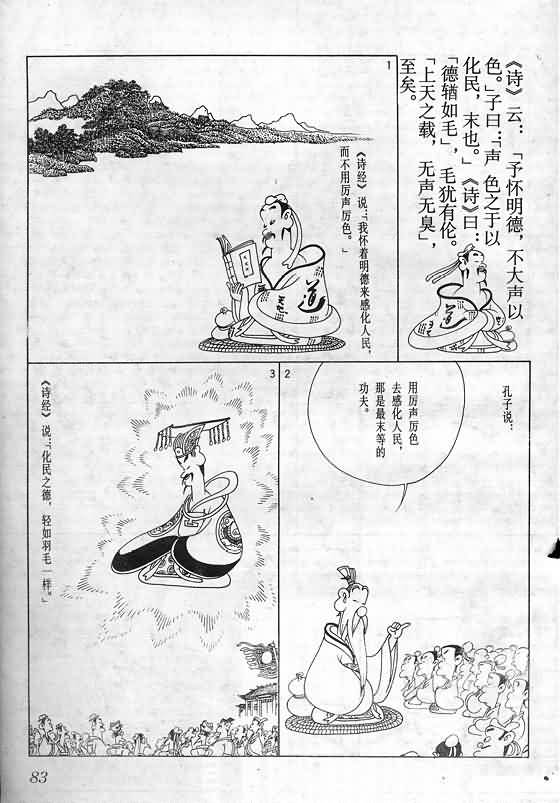 《诗》云：「予怀明德，不大声以
色。」子曰：「声 色之于以
化民，末也。」《诗》曰：
「德辀如毛」，毛犹有伦。
「上天之载，无声无臭」，
至矣。
1
《诗经》说：「我怀着明德来感化人民，
而不用厉声厉色。」
道
2
孔子说：
用厉声厉色
去感化人民，
那是最末等的
功夫。
3
《诗经》说：「化民之德，轻如羽毛一样。」
83